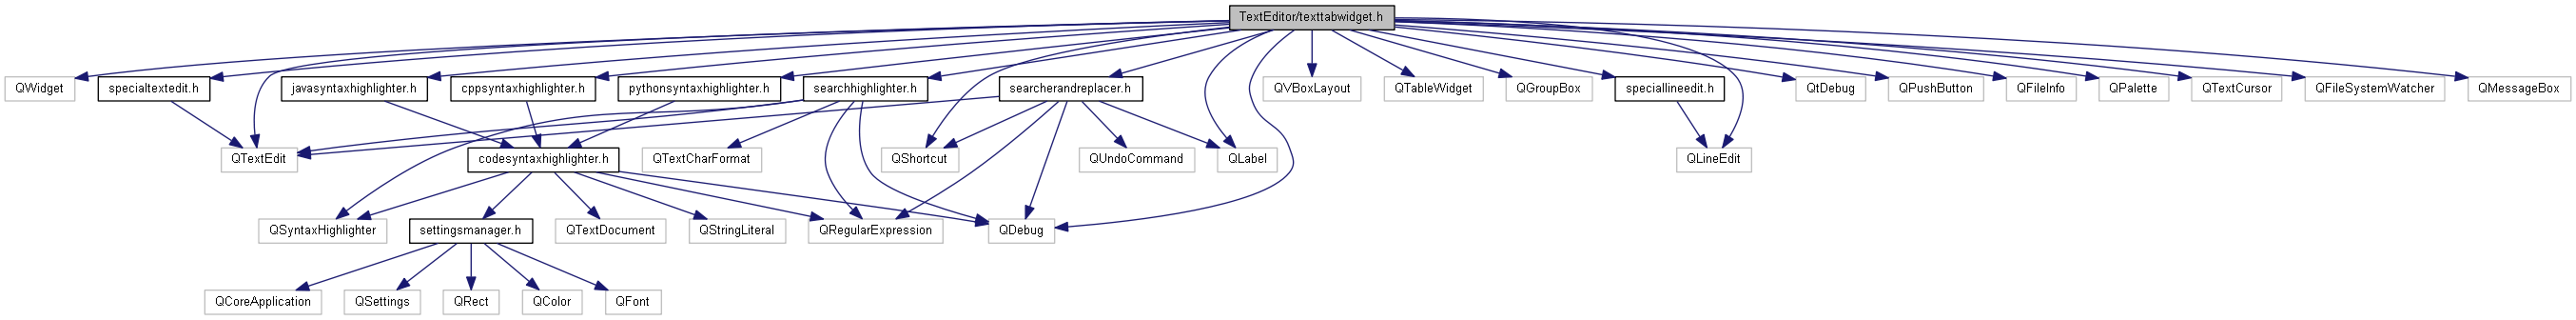 TextEditor/texttabwidget.h
QWidget
specialtextedit.h
javasyntaxhighlighter.h
cppsyntaxhighlighter.h
pythonsyntaxhighlighter.h
searchhighlighter.h
searcherandreplacer.h
QVBoxLayout
QTableWidget
QGroupBox
speciallineedit.h
QtDebug
QPushButton
QFileInfo
QPalette
QTextCursor
QFileSystemWatcher
QMessageBox
QTextEdit
codesyntaxhighlighter.h
QTextCharFormat
QShortcut
QUndoCommand
QLabel
QLineEdit
QSyntaxHighlighter
settingsmanager.h
QTextDocument
QStringLiteral
QRegularExpression
QDebug
QCoreApplication
QSettings
QRect
QColor
QFont